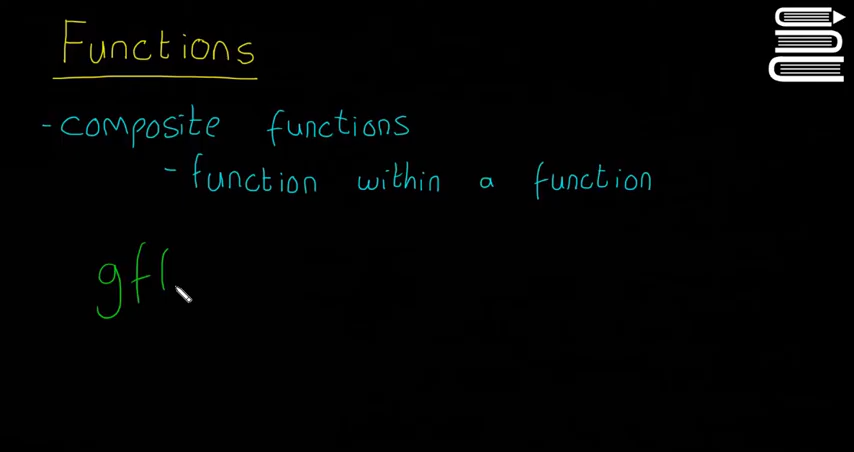 Functions
- composite functions
- function within a function
gf(